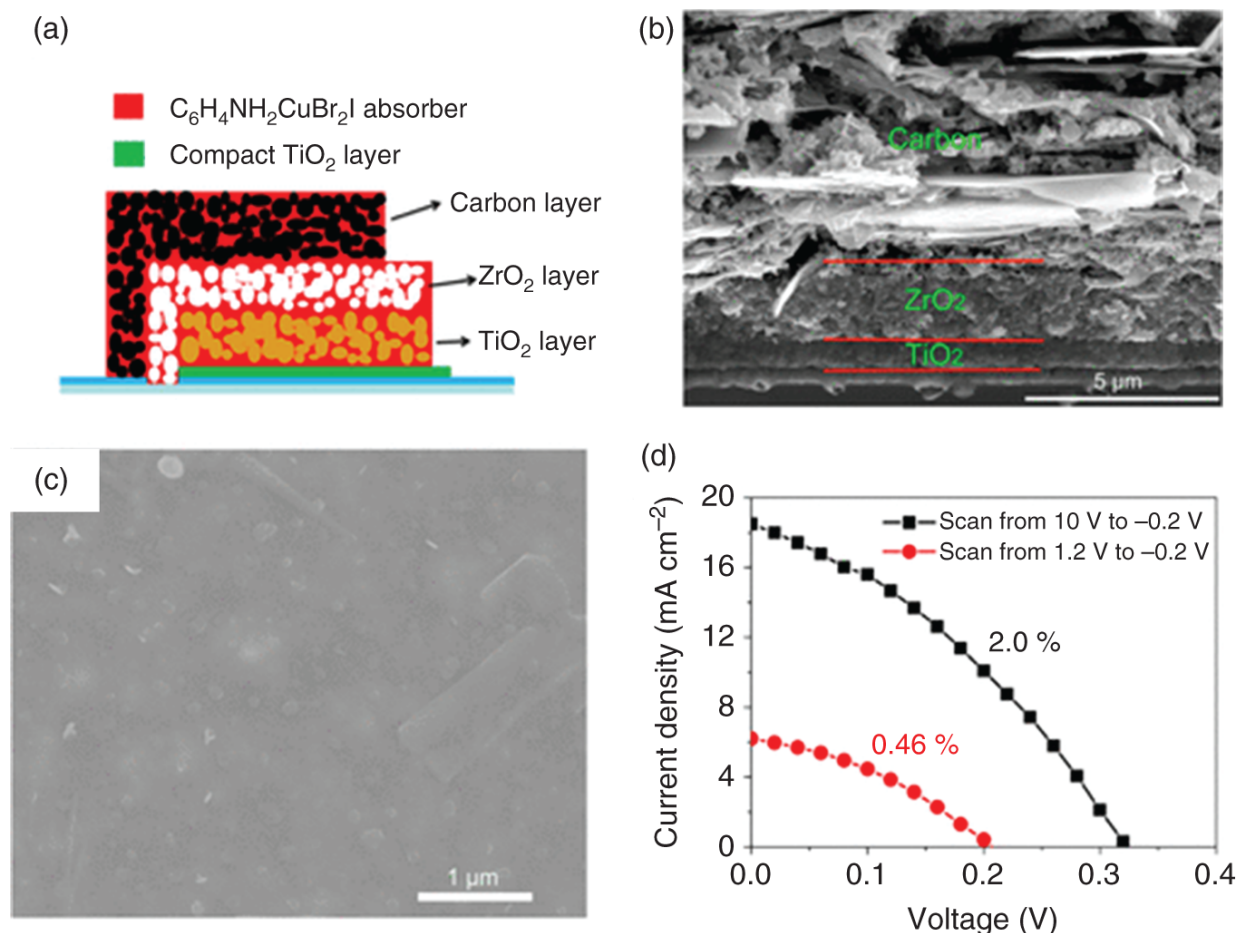 (a)
C₆H₄NH₂CuBr₂I absorber
Compact TiO₂ layer
Carbon layer
ZrO₂ layer
TiO₂ layer
(b)
Carbon
ZrO₂
TiO₂
5 μm
(c)
1 μm
(d)
Current density (mA cm⁻²)
20
16
12
8
4
0
Scan from 10 V to –0.2 V
Scan from 1.2 V to –0.2 V
2.0 %
0.46 %
0.0
0.1
0.2
0.3
0.4
Voltage (V)